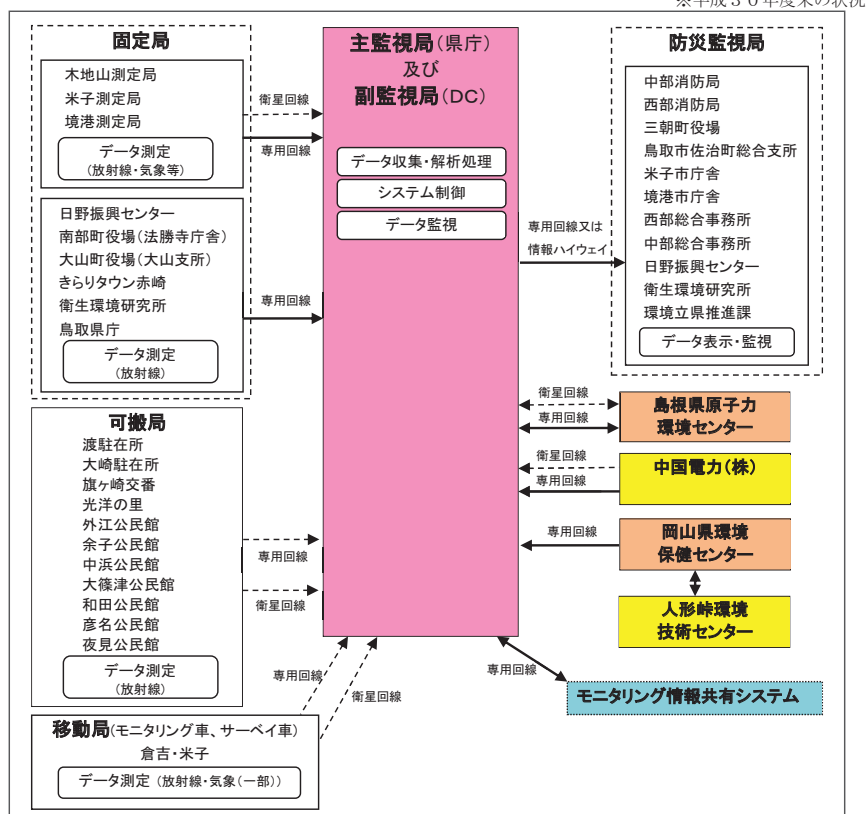 ※平成３０年度末の状況
固定局
木地山測定局
米子測定局
境港測定局
データ測定
(放射線・気象等)
衛星回線
専用回線
日野振興センター
南部町役場(法勝寺庁舎)
大山町役場(大山支所)
きらりタウン赤崎
衛生環境研究所
鳥取県庁
データ測定
(放射線)
専用回線
可搬局
渡駐在所
大崎駐在所
旗ヶ崎交番
光洋の里
外江公民館
余子公民館
中浜公民館
大篠津公民館
和田公民館
彦名公民館
夜見公民館
データ測定
(放射線)
専用回線
衛星回線
移動局(モニタリング車、サーベイ車)
倉吉・米子
データ測定 (放射線・気象(一部))
専用回線
衛星回線
主監視局(県庁)
及び
副監視局(DC)
データ収集・解析処理
システム制御
データ監視
専用回線又は
情報ハイウェイ
防災監視局
中部消防局
西部消防局
三朝町役場
鳥取市佐治町総合支所
米子市庁舎
境港市庁舎
西部総合事務所
中部総合事務所
日野振興センター
衛生環境研究所
環境立県推進課
データ表示・監視
衛星回線
専用回線
島根県原子力
環境センター
衛星回線
専用回線
中国電力(株)
専用回線
岡山県環境
保健センター
人形峠環境
技術センター
専用回線
モニタリング情報共有システム